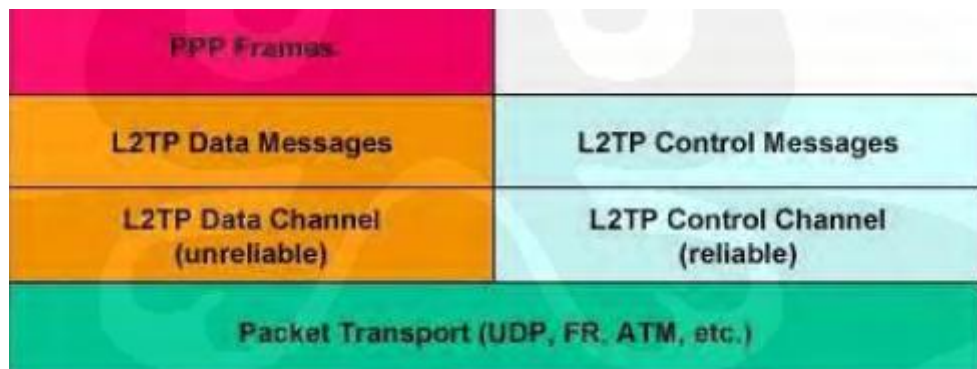 PPP Frames
L2TP Data Messages
L2TP Control Messages
L2TP Data Channel
(unreliable)
L2TP Control Channel
(reliable)
Packet Transport (UDP, FR, ATM, etc.)